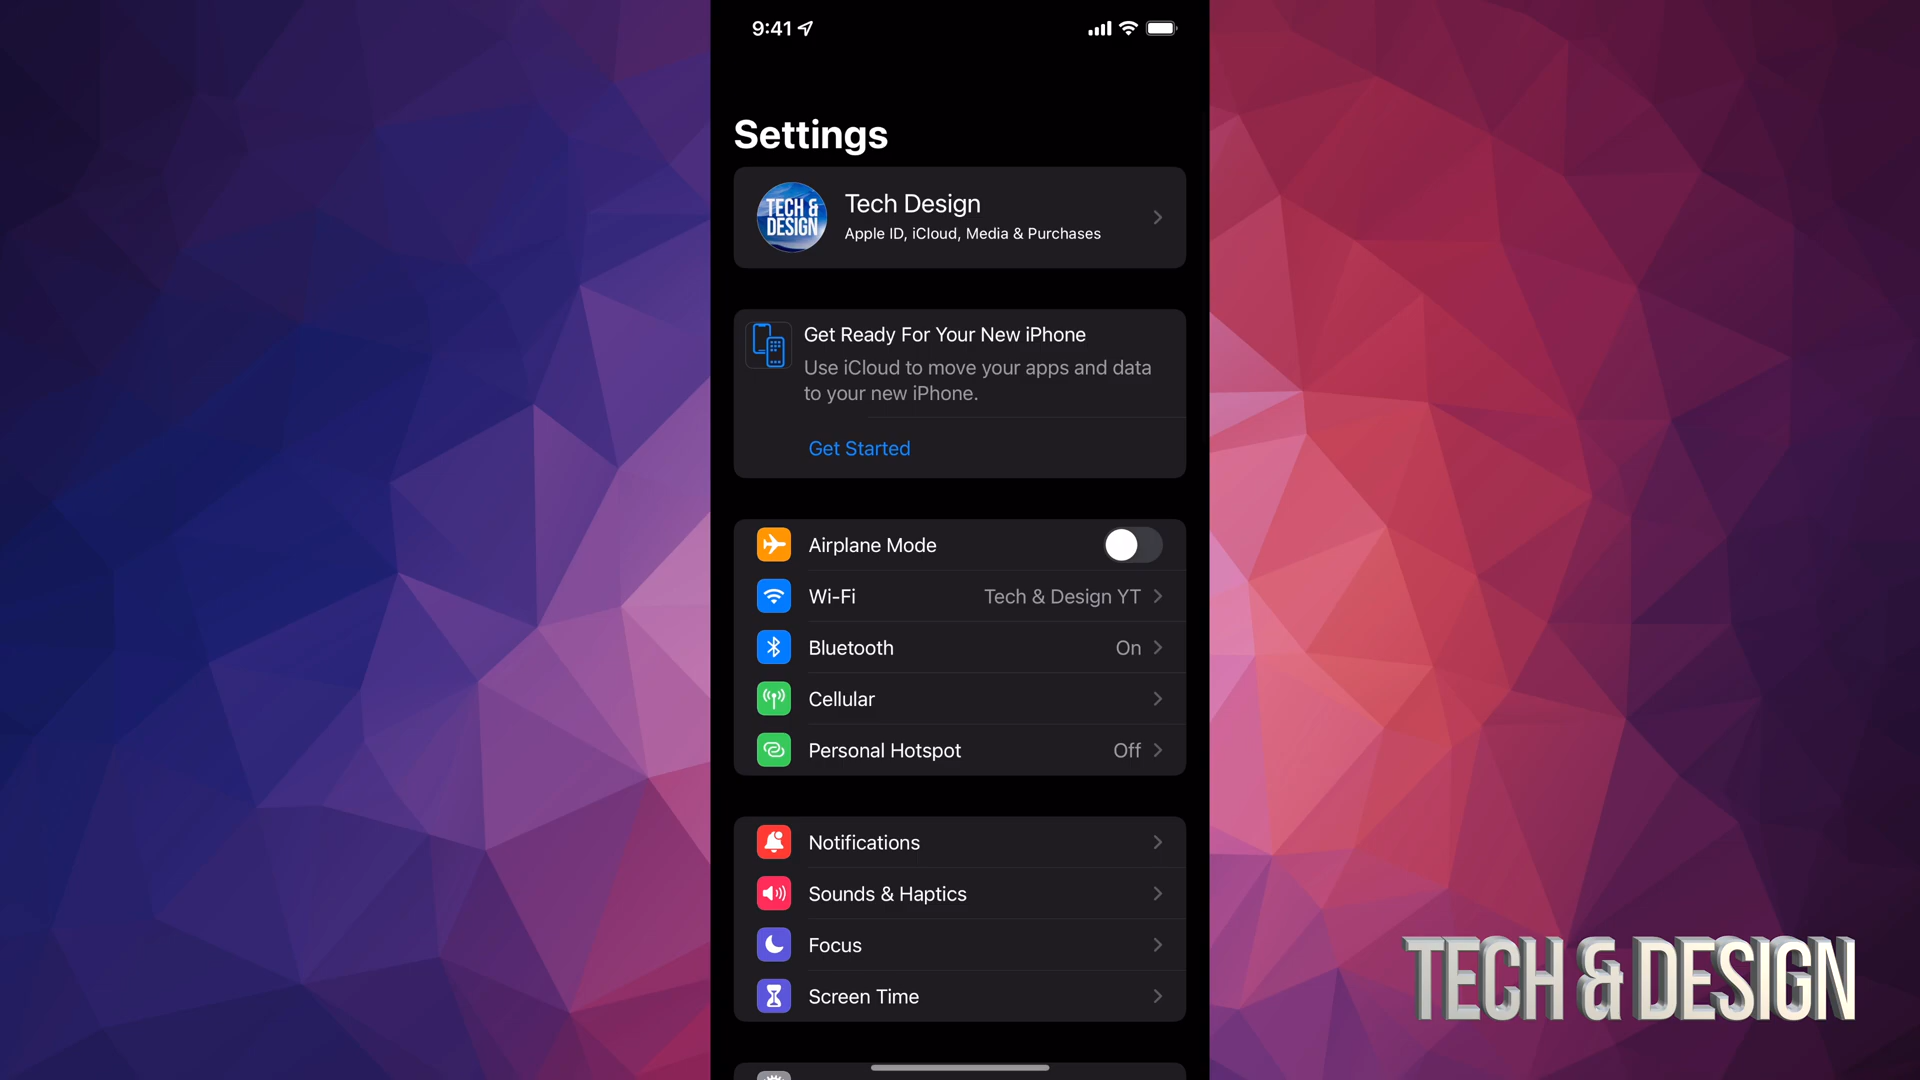 9:41
Settings
TECH &
DESIGN
Tech Design
Apple ID, iCloud, Media & Purchases
Get Ready For Your New iPhone
Use iCloud to move your apps and data
to your new iPhone.
Get Started
Airplane Mode
Wi-Fi Tech & Design YT
Bluetooth On
Cellular
Personal Hotspot Off
Notifications
Sounds & Haptics
Focus
Screen Time
TECH & DESIGN